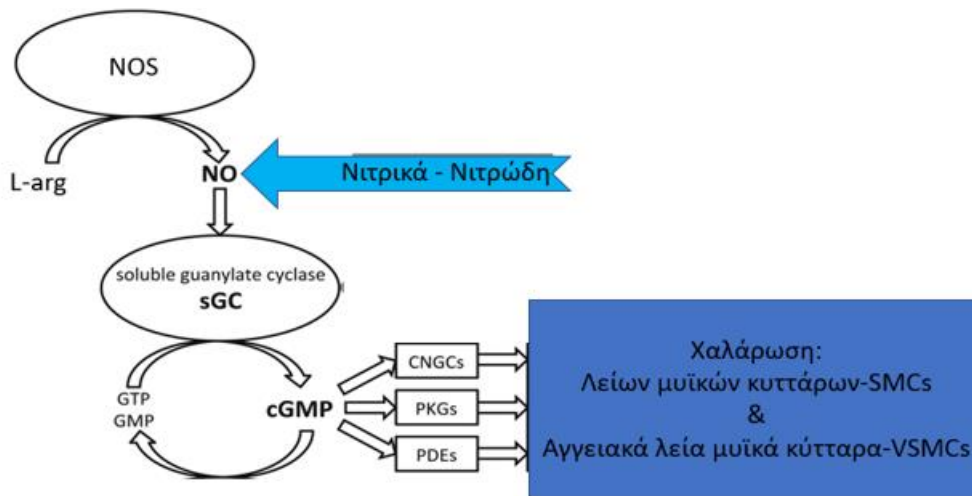 NOS
L-arg
NO
Νιτρικά - Νιτρώδη
soluble guanylate cyclase
sGC
GTP
GMP
cGMP
CNGCs
PKGs
PDEs
Χαλάρωση:
Λείων μυϊκών κυττάρων-SMCs
&
Αγγειακά λεία μυϊκά κύτταρα-VSMCs